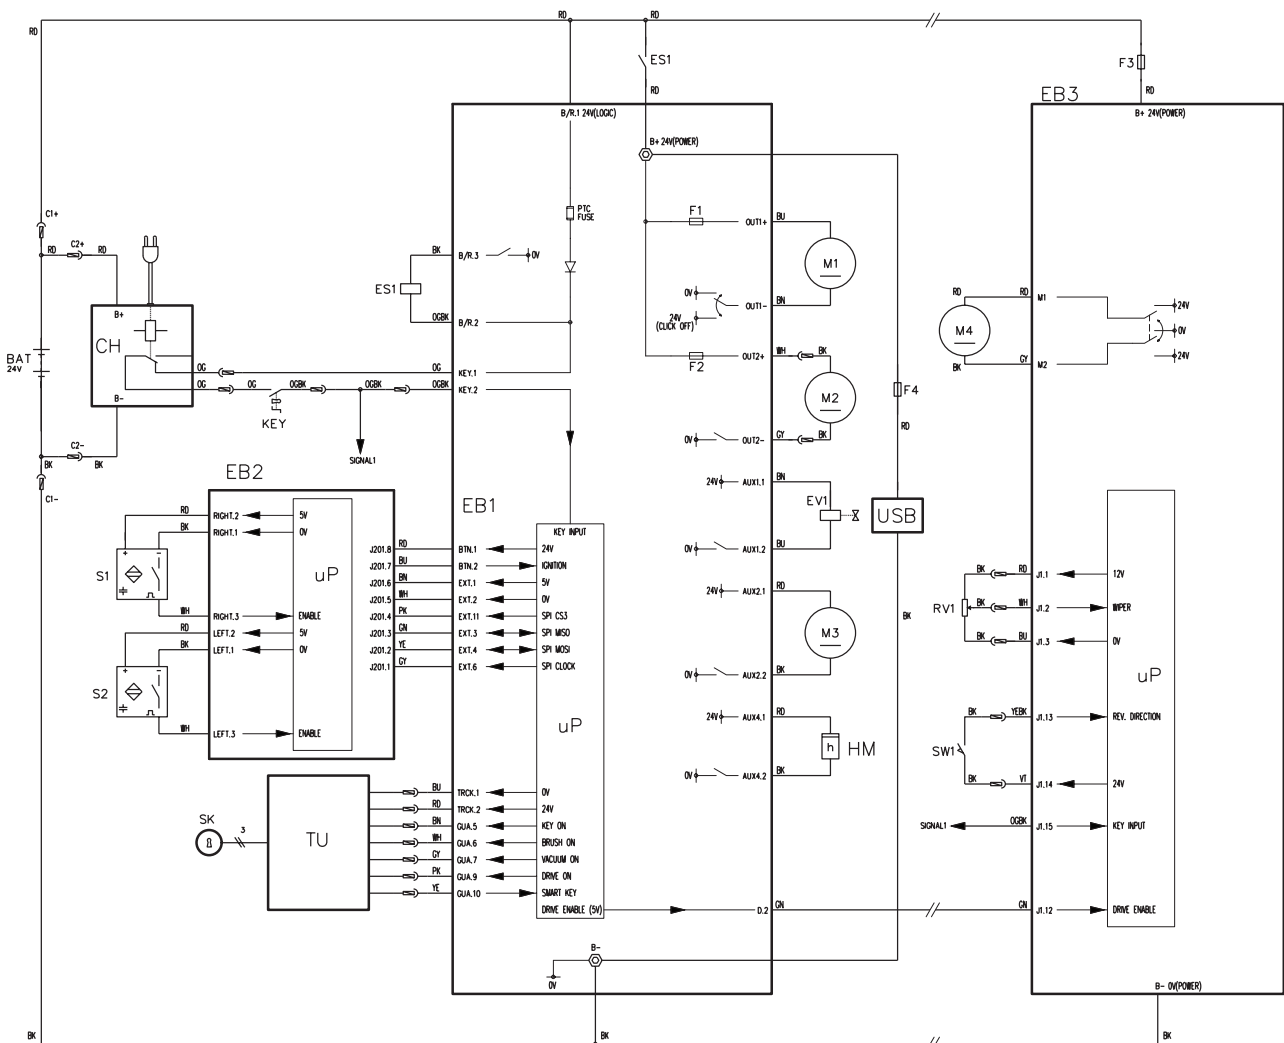 RD
RD
RD
RD
RD
ES1
F3
RD
RD
EB3
B/R.1 24V(LOGIC)
B+ 24V(POWER)
B+ 24V(POWER)
C1+
C2+
RD
RD
PTC
FUSE
F1
OUT1+
BU
M1
BK
B/R.3
0V
ES1
OGBK
B/R.2
0V
24V
(CLICK OFF)
OUT1-
BN
RD
RD
M1
24V
0V
24V
M4
BK
GY
M2
B+
CH
B-
BAT
24V
OG
OG
KEY.1
OG
OG
OGBK
OGBK
OGBK
KEY.2
KEY
SIGNAL1
F2
OUT2+
WH
BK
M2
F4
RD
0V
OUT2-
GY
BK
C2-
BK
BK
C1-
EB2
EB1
24V
AUX1.1
BN
EV1
USB
0V
AUX1.2
BU
RD
RIGHT.2
5V
BK
RIGHT.1
0V
S1
+
-
uP
WH
RIGHT.3
ENABLE
RD
LEFT.2
5V
BK
LEFT.1
0V
S2
+
-
WH
LEFT.3
ENABLE
KEY INPUT
J201.8
RD
BTN.1
24V
J201.7
BU
BTN.2
IGNITION
J201.6
BN
EXT.1
5V
J201.5
WH
EXT.2
0V
J201.4
PK
EXT.11
SPI CS3
J201.3
GN
EXT.3
SPI MISO
J201.2
YE
EXT.4
SPI MOSI
J201.1
GY
EXT.6
SPI CLOCK
uP
24V
AUX2.1
RD
M3
BK
0V
AUX2.2
BK
24V
AUX4.1
RD
h
HM
0V
AUX4.2
BK
BK
RD
J1.1
12V
RV1
BK
WH
J1.2
WIPER
BK
BU
J1.3
0V
uP
BK
YEBK
J1.13
REV. DIRECTION
SW1
BK
VT
J1.14
24V
SIGNAL1
OGBK
J1.15
KEY INPUT
SK
3
TU
BU
TRCK.1
0V
RD
TRCK.2
24V
BN
GUA.5
KEY ON
WH
GUA.6
BRUSH ON
GY
GUA.7
VACUUM ON
PK
GUA.9
DRIVE ON
YE
GUA.10
SMART KEY
DRIVE ENABLE (5V)
D.2
GN
GN
J1.12
DRIVE ENABLE
B-
0V
B- 0V(POWER)
BK
BK
BK